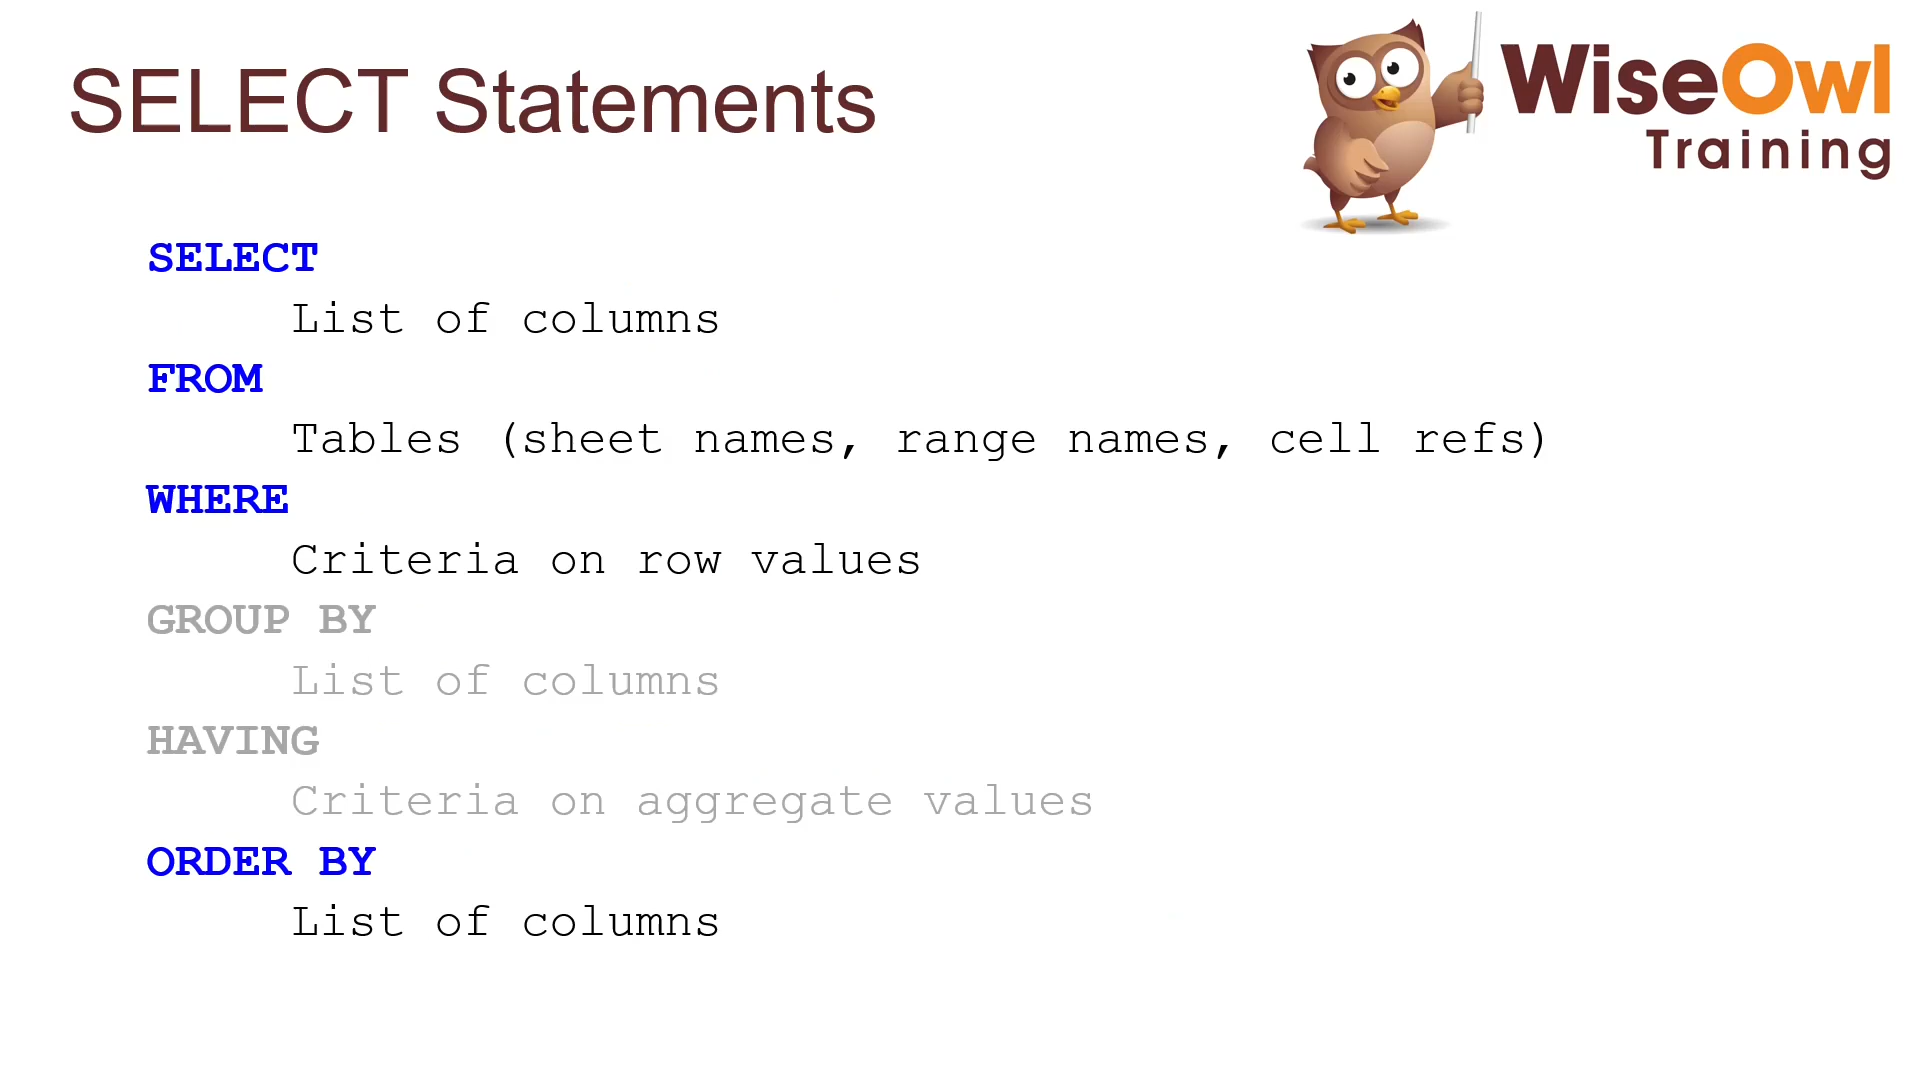 SELECT Statements
WiseOwl
Training
SELECT
List of columns
FROM
Tables (sheet names, range names, cell refs)
WHERE
Criteria on row values
GROUP BY
List of columns
HAVING
Criteria on aggregate values
ORDER BY
List of columns